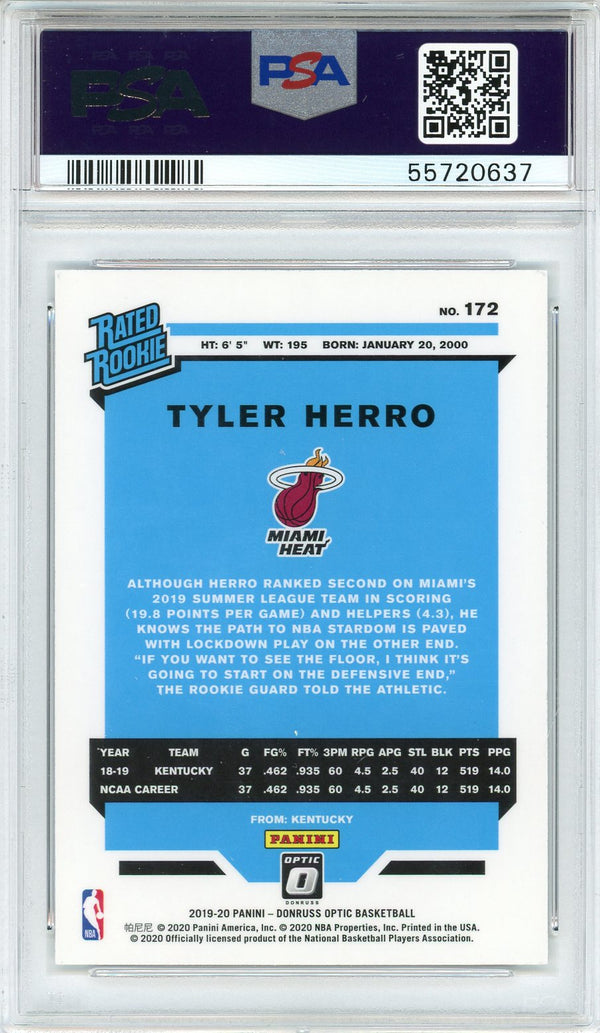 PSA PSA PSA
PSA
PSA PSA PSA
PSA
55720637
NO. 172
RATED
ROOKIE
HT: 6' 5" WT: 195 BORN: JANUARY 20, 2000
TYLER HERRO
MIAMI
HEAT
ALTHOUGH HERRO RANKED SECOND ON MIAMI'S
2019 SUMMER LEAGUE TEAM IN SCORING
(19.8 POINTS PER GAME) AND HELPERS (4.3), HE
KNOWS THE PATH TO NBA STARDOM IS PAVED
WITH LOCKDOWN PLAY ON THE OTHER END.
“IF YOU WANT TO SEE THE FLOOR, I THINK IT'S
GOING TO START ON THE DEFENSIVE END,”
THE ROOKIE GUARD TOLD THE ATHLETIC.
YEAR TEAM G FG% FT% 3PM RPG APG STL BLK PTS PPG
18-19 KENTUCKY 37 .462 .935 60 4.5 2.5 40 12 519 14.0
NCAA CAREER 37 .462 .935 60 4.5 2.5 40 12 519 14.0
FROM: KENTUCKY
PANINI
OPTIC
O
DONRUSS
NBA
2019-20 PANINI – DONRUSS OPTIC BASKETBALL
帕尼尼 © 2020 Panini America, Inc. © 2020 NBA Properties, Inc. Printed in the USA.
© 2020 Officially licensed product of the National Basketball Players Association.